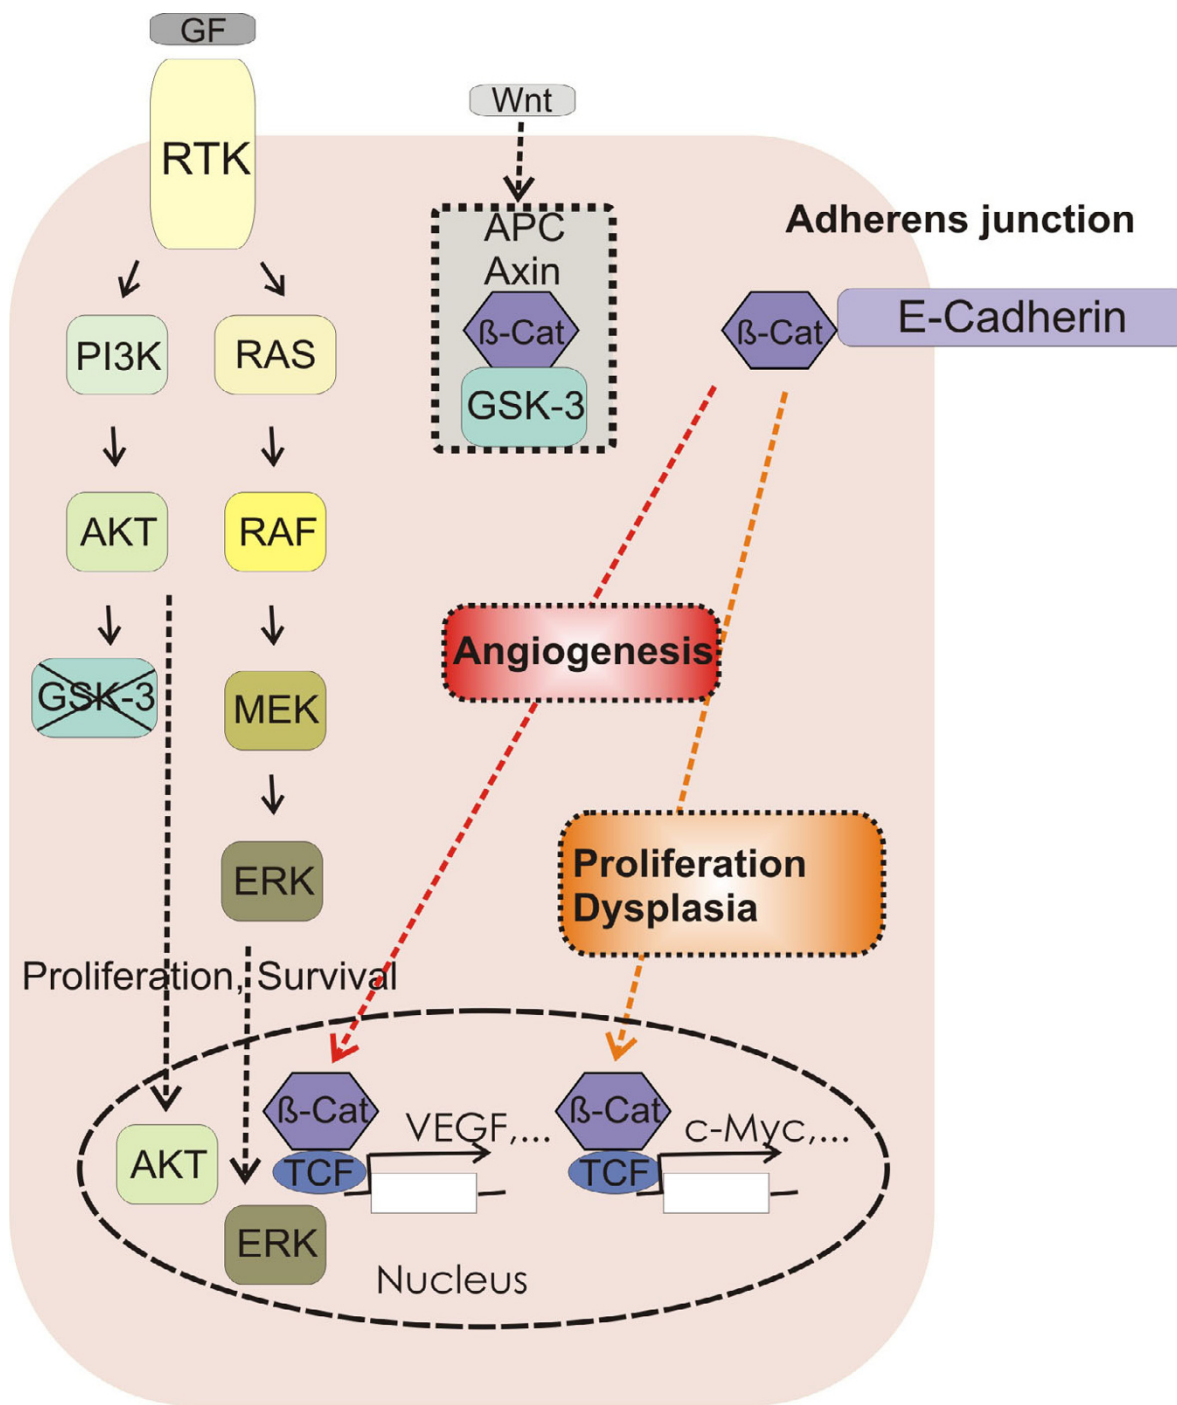 GF
RTK
Wnt
APC
Axin
ß-Cat
GSK-3
Adherens junction
ß-Cat
E-Cadherin
PI3K
RAS
AKT
RAF
GSK-3
MEK
ERK
Angiogenesis
Proliferation
Dysplasia
Proliferation, Survival
ß-Cat
TCF
VEGF,...
ß-Cat
TCF
c-Myc,...
AKT
ERK
Nucleus